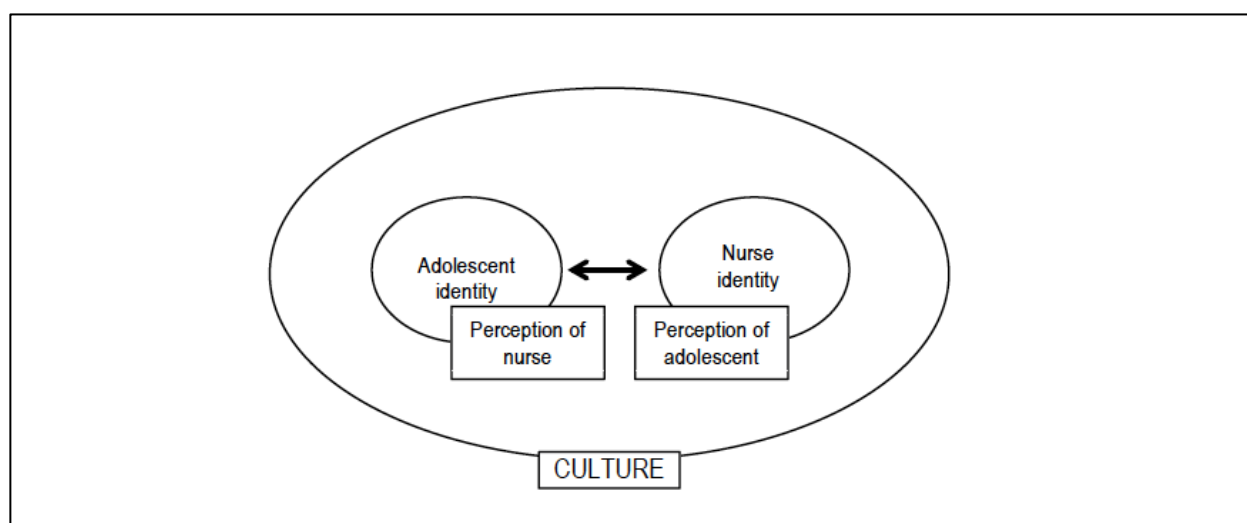 Adolescent
identity
Nurse
identity
Perception of
nurse
Perception of
adolescent
CULTURE